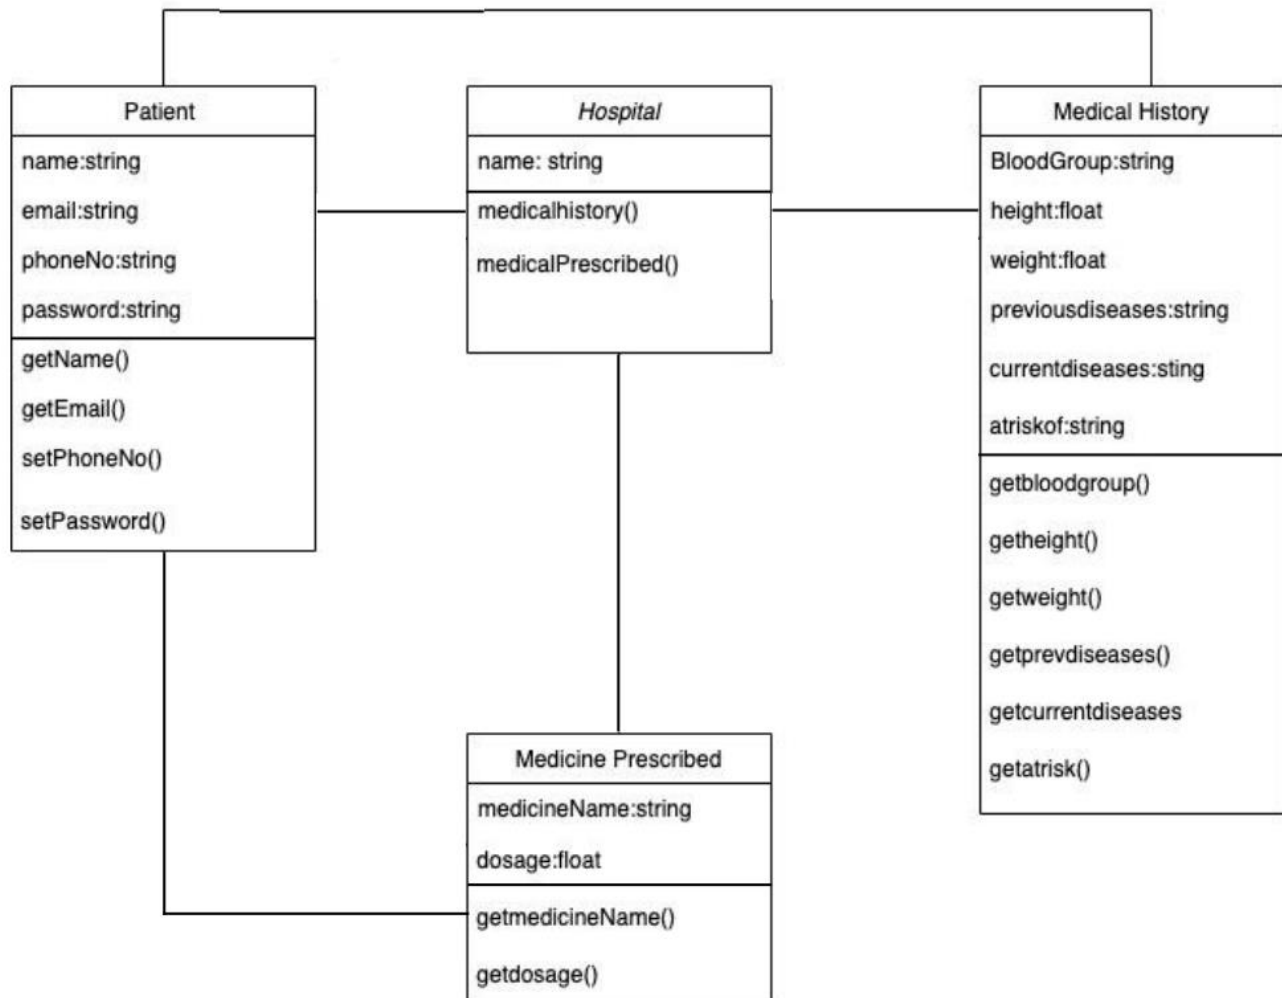 Patient
name:string
email:string
phoneNo:string
password:string
getName()
getEmail()
setPhoneNo()
setPassword()
Hospital
name: string
medicalhistory()
medicalPrescribed()
Medical History
BloodGroup:string
height:float
weight:float
previousdiseases:string
currentdiseases:sting
atriskof:string
getbloodgroup()
getheight()
getweight()
getprevdiseases()
getcurrentdiseases
getatrisk()
Medicine Prescribed
medicineName:string
dosage:float
getmedicineName()
getdosage()